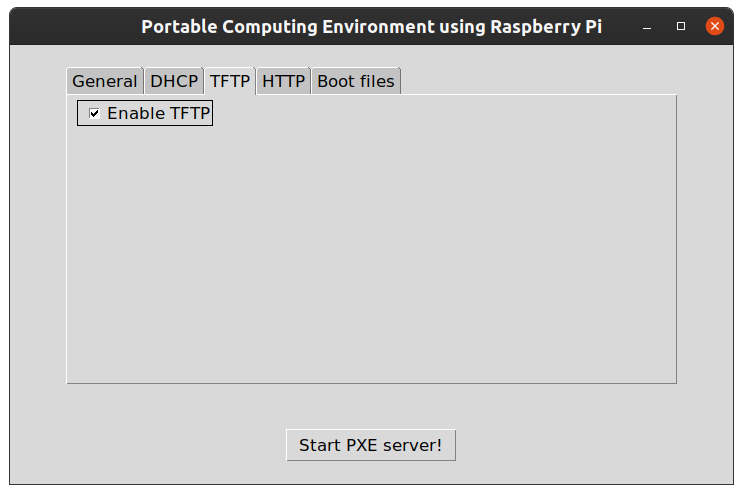 Portable Computing Environment using Raspberry Pi
General DHCP TFTP HTTP Boot files
Enable TFTP
Start PXE server!